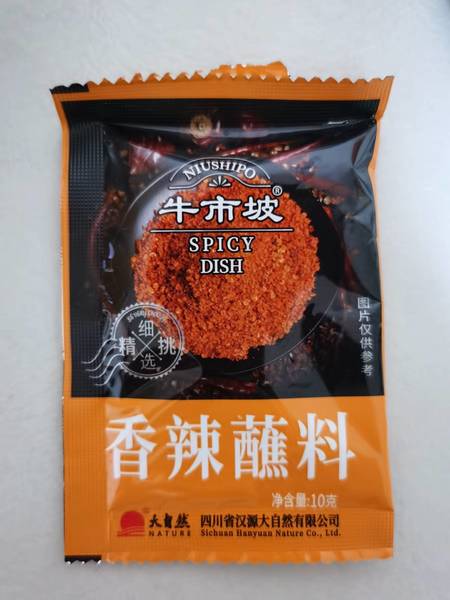 NIUSHIPO
牛市坡®
SPICY
DISH
图片仅供参考
精细挑选
香辣蘸料
净含量:10克
大自然
NATURE
四川省汉源大自然有限公司
Sichuan Hanyuan Nature Co., Ltd.